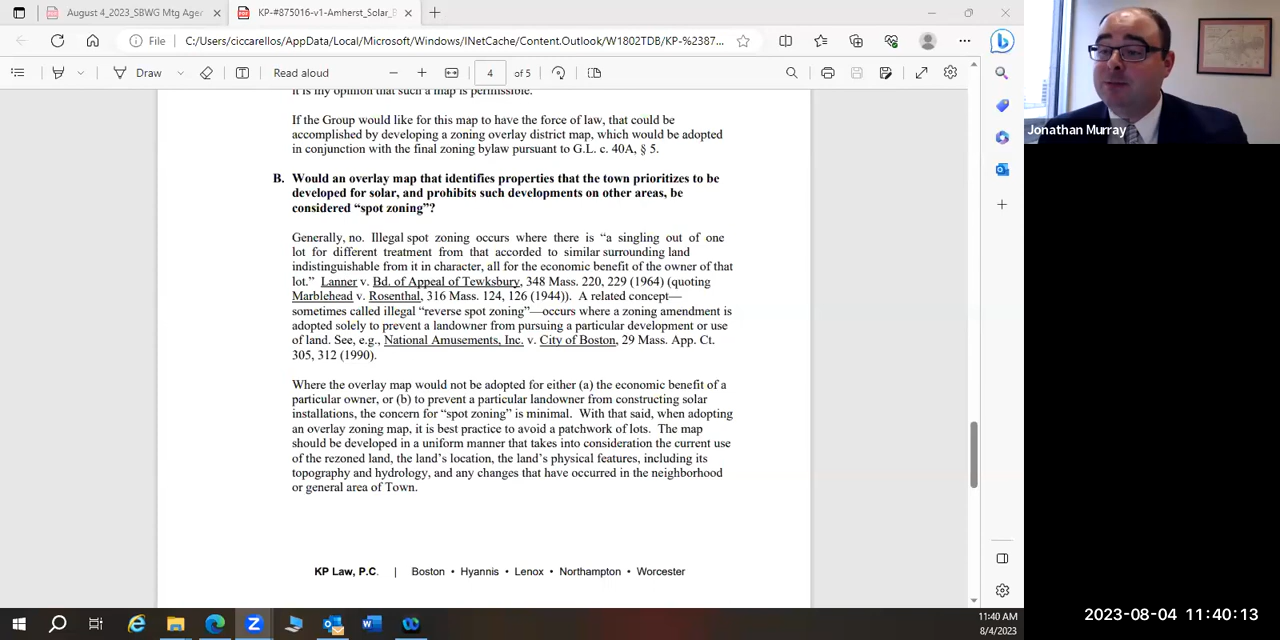 August 4_2023_SBWG Mtg Ager
KP-#875016-v1-Amherst_Solar_B
File
C:/Users/ciccarellos/AppData/Local/Microsoft/Windows/INetCache/Content.Outlook/W1802TDB/KP-%2387...
Draw
Read aloud
4 of 5
it is my opinion that such a map is permissible.
If the Group would like for this map to have the force of law, that could be
accomplished by developing a zoning overlay district map, which would be adopted
in conjunction with the final zoning bylaw pursuant to G.L. c. 40A, § 5.
B. Would an overlay map that identifies properties that the town prioritizes to be
developed for solar, and prohibits such developments on other areas, be
considered “spot zoning”?
Generally, no. Illegal spot zoning occurs where there is “a singling out of one
lot for different treatment from that accorded to similar surrounding land
indistinguishable from it in character, all for the economic benefit of the owner of that
lot.” Lanner v. Bd. of Appeal of Tewksbury, 348 Mass. 220, 229 (1964) (quoting
Marblehead v. Rosenthal, 316 Mass. 124, 126 (1944)). A related concept—
sometimes called illegal “reverse spot zoning”—occurs where a zoning amendment is
adopted solely to prevent a landowner from pursuing a particular development or use
of land. See, e.g., National Amusements, Inc. v. City of Boston, 29 Mass. App. Ct.
305, 312 (1990).
Where the overlay map would not be adopted for either (a) the economic benefit of a
particular owner, or (b) to prevent a particular landowner from constructing solar
installations, the concern for “spot zoning” is minimal. With that said, when adopting
an overlay zoning map, it is best practice to avoid a patchwork of lots. The map
should be developed in a uniform manner that takes into consideration the current use
of the rezoned land, the land’s location, the land’s physical features, including its
topography and hydrology, and any changes that have occurred in the neighborhood
or general area of Town.
KP Law, P.C. | Boston • Hyannis • Lenox • Northampton • Worcester
Jonathan Murray
11:40 AM
8/4/2023
2023-08-04 11:40:13